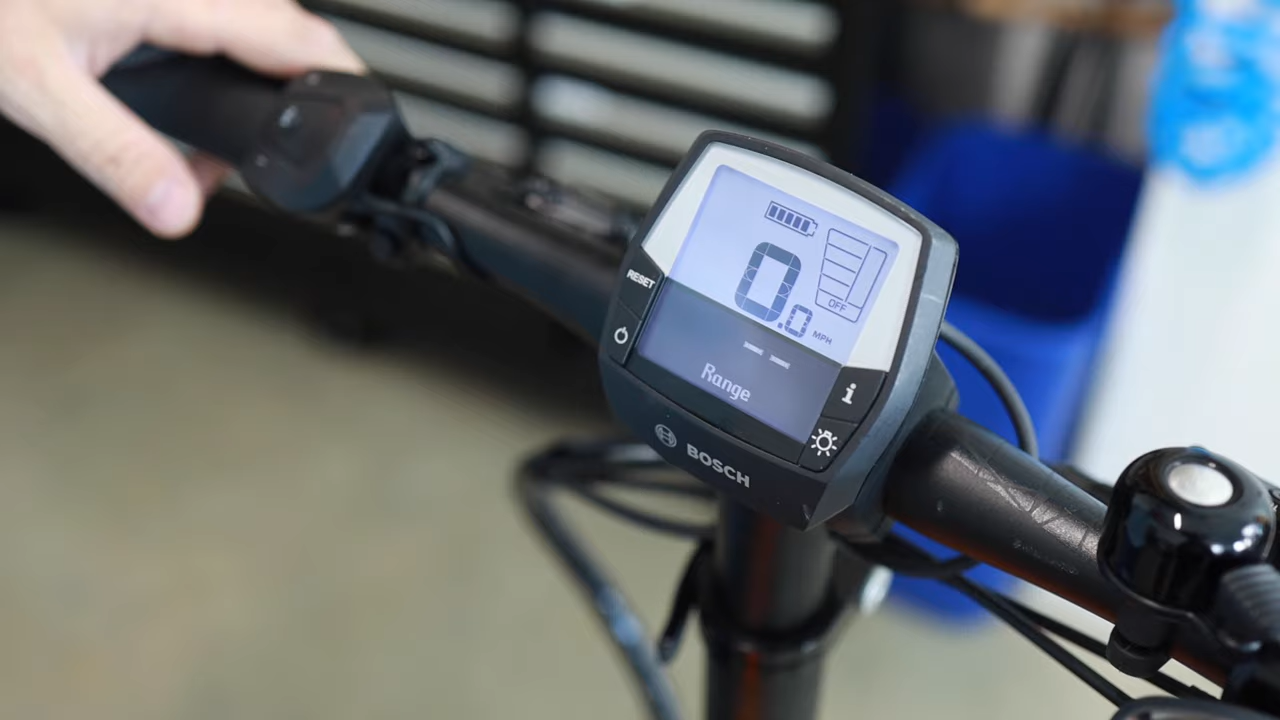 RESET
OFF
0.0 MPH
-- --
Range
i
BOSCH